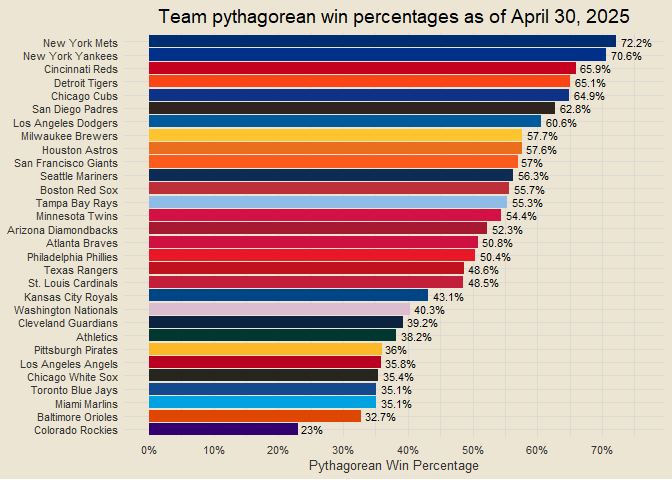 Team pythagorean win percentages as of April 30, 2025
New York Mets 72.2%
New York Yankees 70.6%
Cincinnati Reds 65.9%
Detroit Tigers 65.1%
Chicago Cubs 64.9%
San Diego Padres 62.8%
Los Angeles Dodgers 60.6%
Milwaukee Brewers 57.7%
Houston Astros 57.6%
San Francisco Giants 57%
Seattle Mariners 56.3%
Boston Red Sox 55.7%
Tampa Bay Rays 55.3%
Minnesota Twins 54.4%
Arizona Diamondbacks 52.3%
Atlanta Braves 50.8%
Philadelphia Phillies 50.4%
Texas Rangers 48.6%
St. Louis Cardinals 48.5%
Kansas City Royals 43.1%
Washington Nationals 40.3%
Cleveland Guardians 39.2%
Athletics 38.2%
Pittsburgh Pirates 36%
Los Angeles Angels 35.8%
Chicago White Sox 35.4%
Toronto Blue Jays 35.1%
Miami Marlins 35.1%
Baltimore Orioles 32.7%
Colorado Rockies 23%
0% 10% 20% 30% 40% 50% 60% 70%
Pythagorean Win Percentage